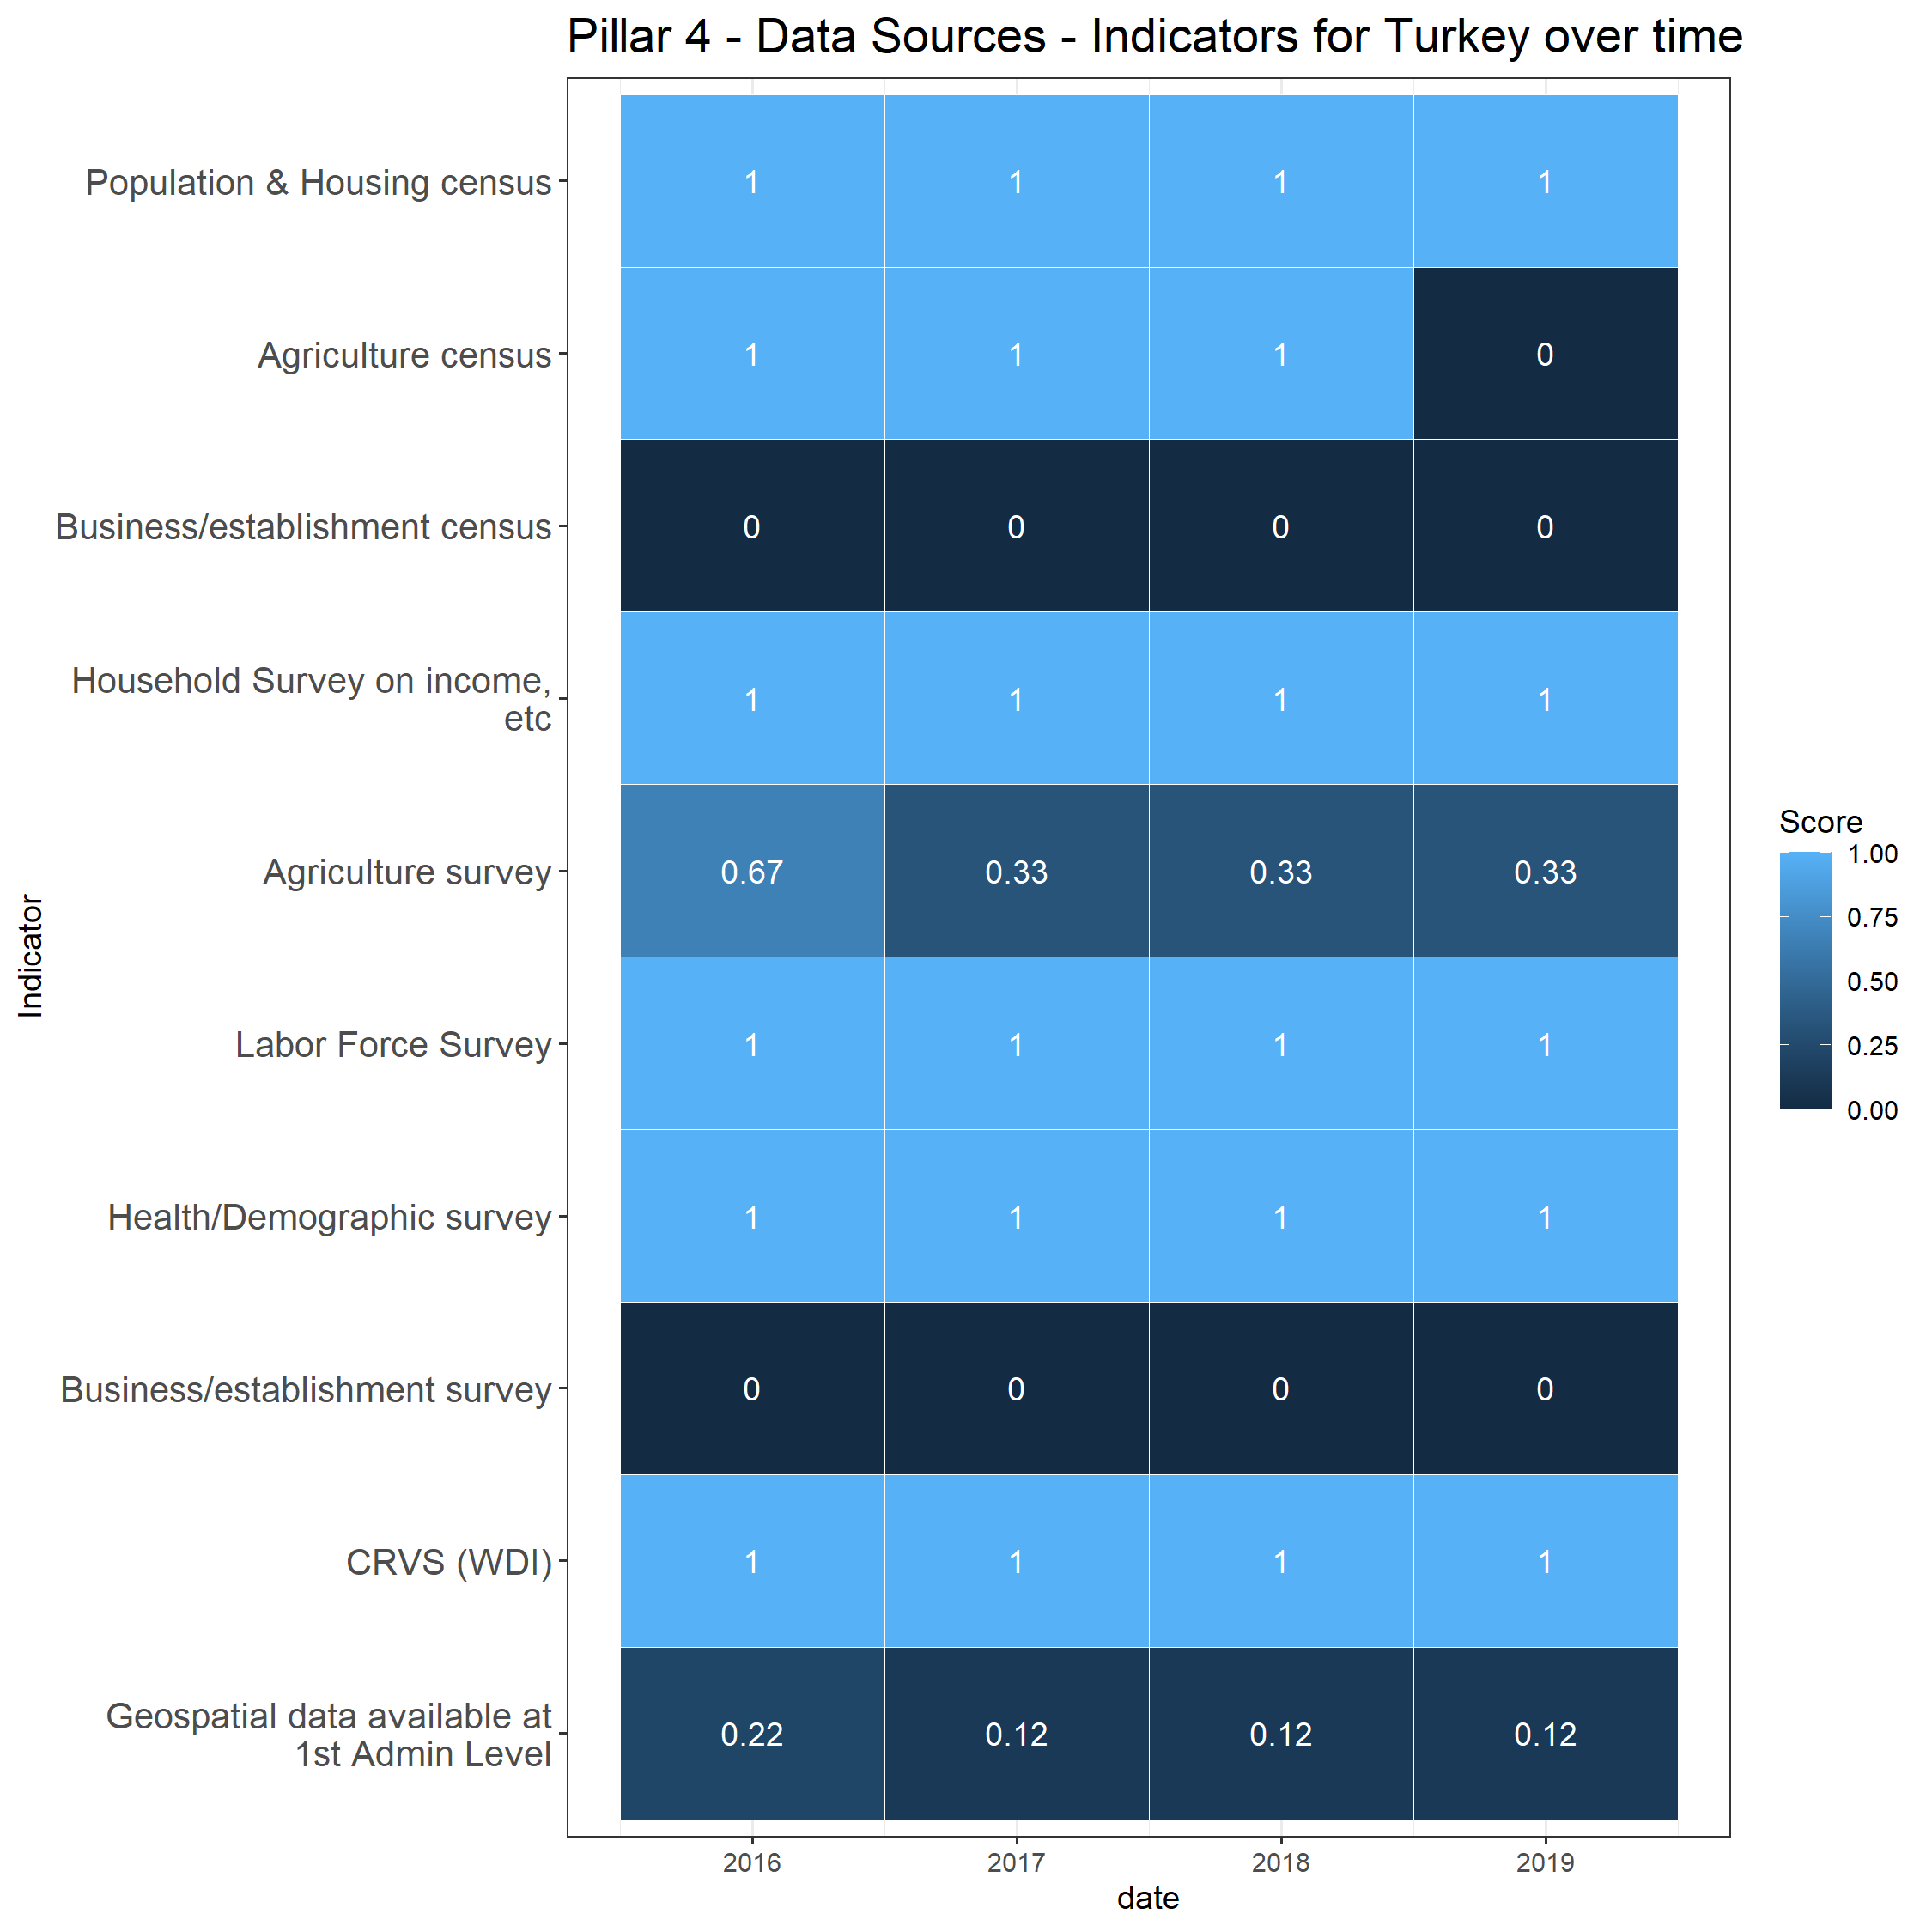 Pillar 4 - Data Sources - Indicators for Turkey over time
Population & Housing census
1 1 1 1
Agriculture census
1 1 1 0
Business/establishment census
0 0 0 0
Household Survey on income,
etc
1 1 1 1
Agriculture survey
0.67 0.33 0.33 0.33
Labor Force Survey
1 1 1 1
Health/Demographic survey
1 1 1 1
Business/establishment survey
0 0 0 0
CRVS (WDI)
1 1 1 1
Geospatial data available at
1st Admin Level
0.22 0.12 0.12 0.12
2016 2017 2018 2019
date
Indicator
Score
1.00
0.75
0.50
0.25
0.00